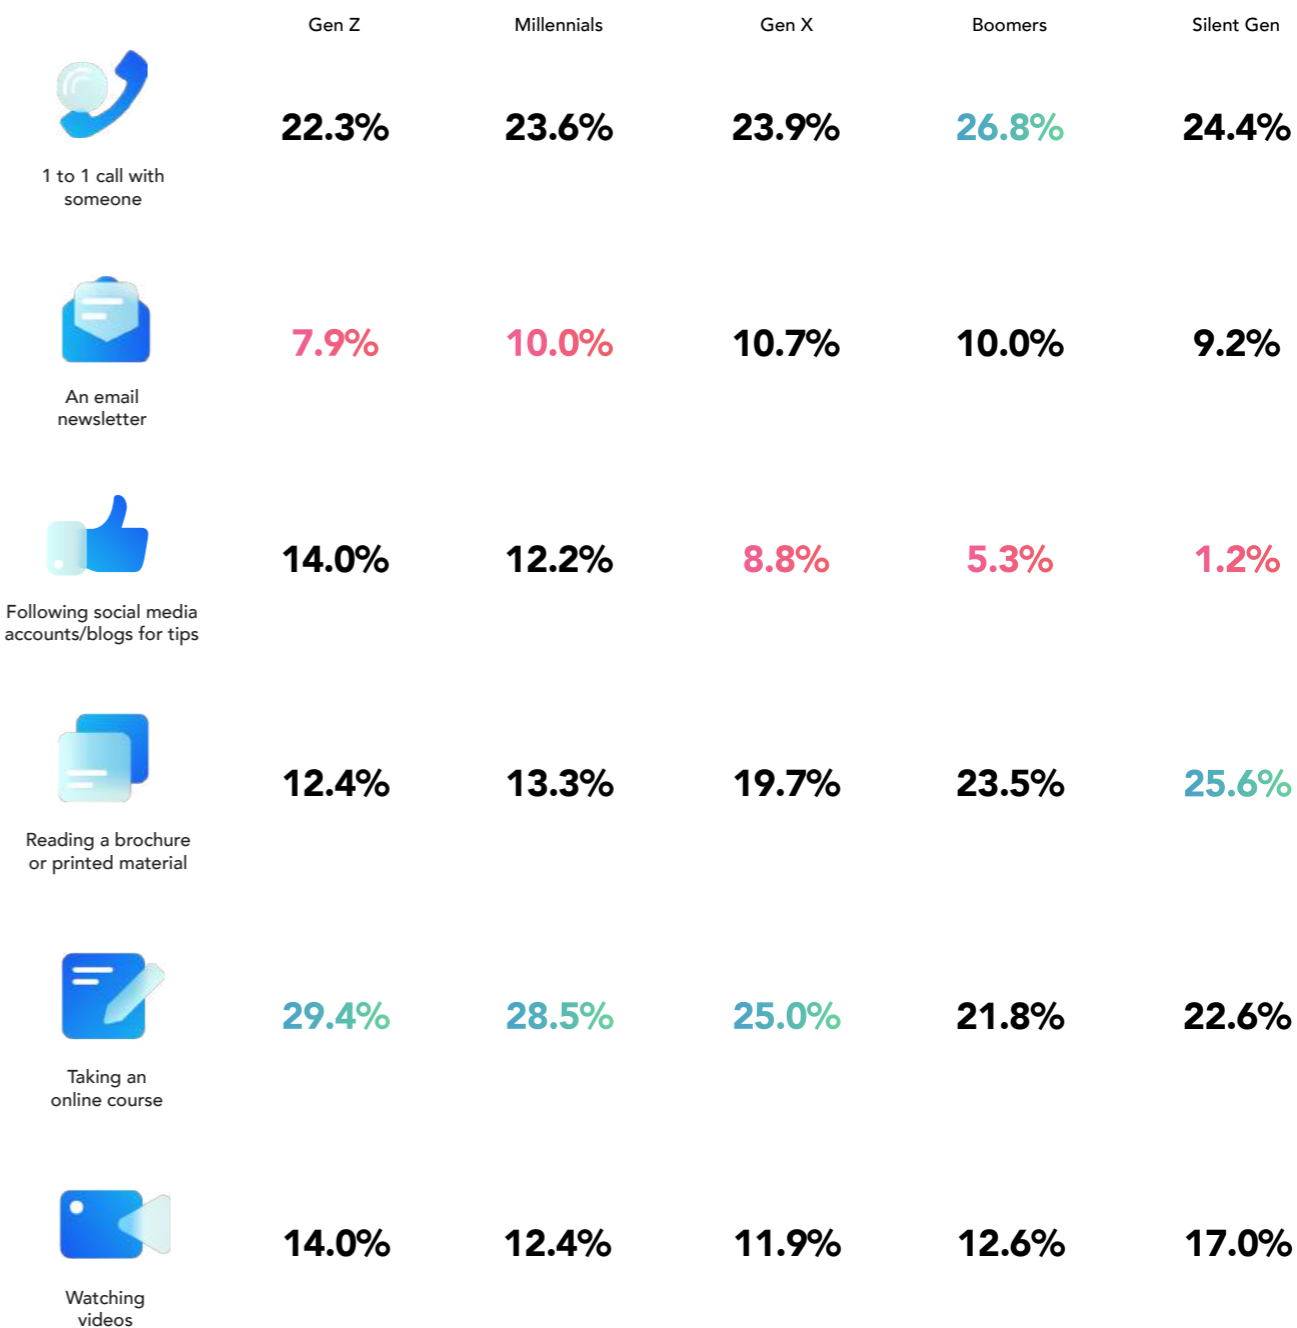 Gen Z Millennials Gen X Boomers Silent Gen
22.3% 23.6% 23.9% 26.8% 24.4%
1 to 1 call with
someone
7.9% 10.0% 10.7% 10.0% 9.2%
An email
newsletter
14.0% 12.2% 8.8% 5.3% 1.2%
Following social media
accounts/blogs for tips
12.4% 13.3% 19.7% 23.5% 25.6%
Reading a brochure
or printed material
29.4% 28.5% 25.0% 21.8% 22.6%
Taking an
online course
14.0% 12.4% 11.9% 12.6% 17.0%
Watching
videos